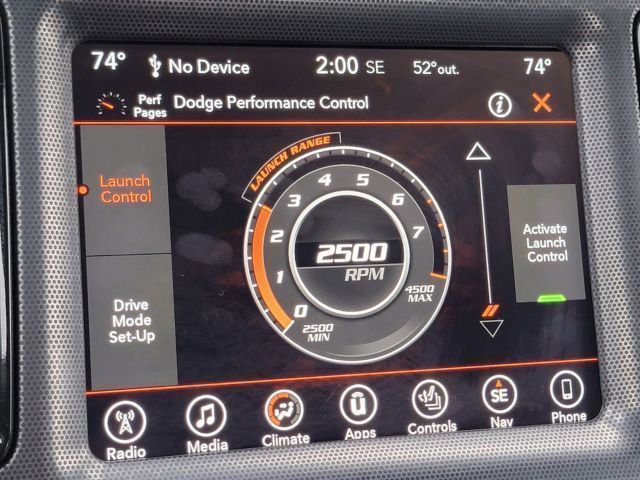 74° No Device 2:00 SE 52°out. 74°
Perf
Pages
Dodge Performance Control i
Launch
Control
Drive
Mode
Set-Up
LAUNCH RANGE
0 1 2 3 4 5 6 7
2500
RPM
2500
MIN
4500
MAX
Activate
Launch
Control
SE
Radio Media Climate Apps Controls Nav Phone